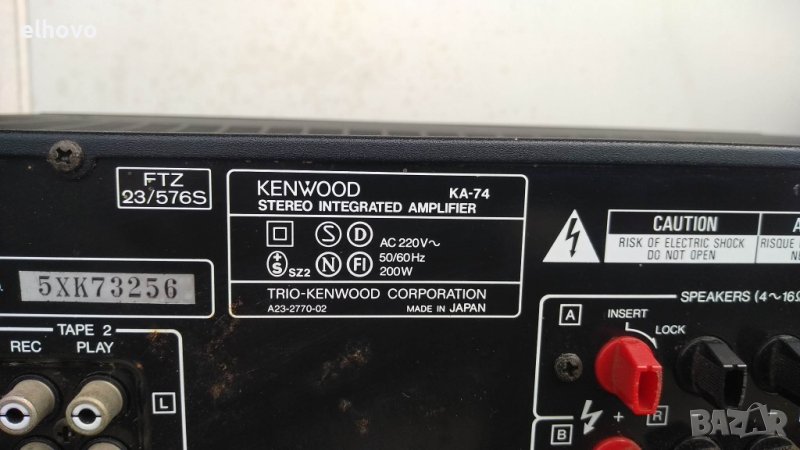 elhovo
FTZ
23/576S
KENWOOD KA-74
STEREO INTEGRATED AMPLIFIER
S D AC 220V~
50/60Hz
S SZ2 N FI 200W
TRIO-KENWOOD CORPORATION
A23-2770-02 MADE IN JAPAN
CAUTION
RISK OF ELECTRIC SHOCK
DO NOT OPEN
RISQUE
5XK73256
SPEAKERS (4~16Ω
A INSERT
LOCK
TAPE 2
REC PLAY
L
+ R
B
BAZAR